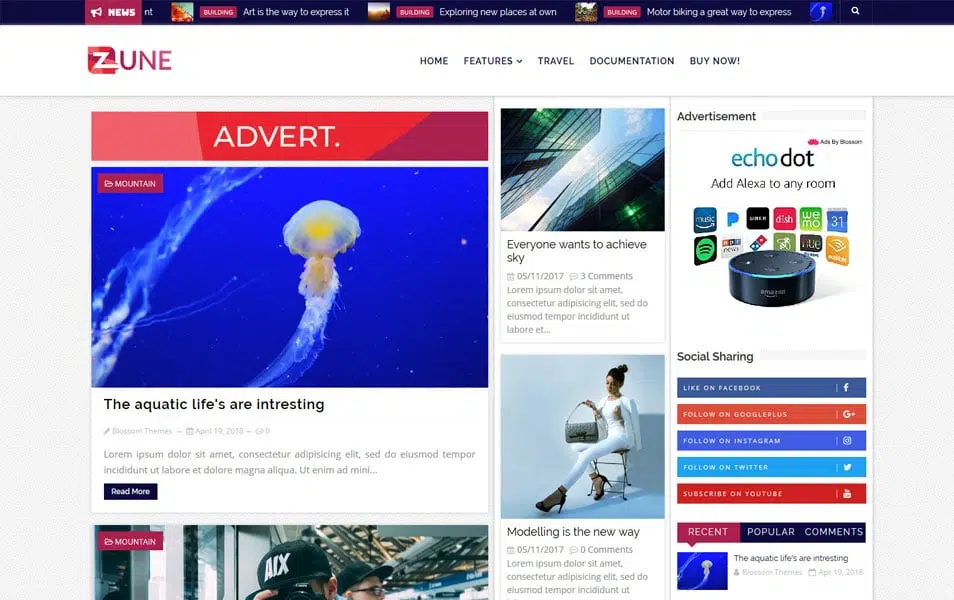 NEWS
nt
BUILDING
Art is the way to express it
BUILDING
Exploring new places at own
BUILDING
Motor biking a great way to express
ZUNE
HOME
FEATURES
TRAVEL
DOCUMENTATION
BUY NOW!
ADVERT.
MOUNTAIN
The aquatic life's are intresting
Blossom Themes – April 19, 2018 – 0
Lorem ipsum dolor sit amet, consectetur adipisicing elit, sed do eiusmod tempor
incididunt ut labore et dolore magna aliqua. Ut enim ad mini...
Read More
MOUNTAIN
AIX
Everyone wants to achieve
sky
05/11/2017 3 Comments
Lorem ipsum dolor sit amet,
consectetur adipisicing elit, sed do
eiusmod tempor incididunt ut
labore et...
Modelling is the new way
05/11/2017 0 Comments
Lorem ipsum dolor sit amet,
consectetur adipisicing elit, sed do
eiusmod tempor incididunt ut
Advertisement
Ads By Blossom
echo dot
Add Alexa to any room
music
UBER
dish
we
mo
31
npr
news
audible
amazon
Social Sharing
LIKE ON FACEBOOK
FOLLOW ON GOOGLEPLUS
FOLLOW ON INSTAGRAM
FOLLOW ON TWITTER
SUBSCRIBE ON YOUTUBE
RECENT
POPULAR
COMMENTS
The aquatic life's are intresting
Blossom Themes Apr 19, 2018